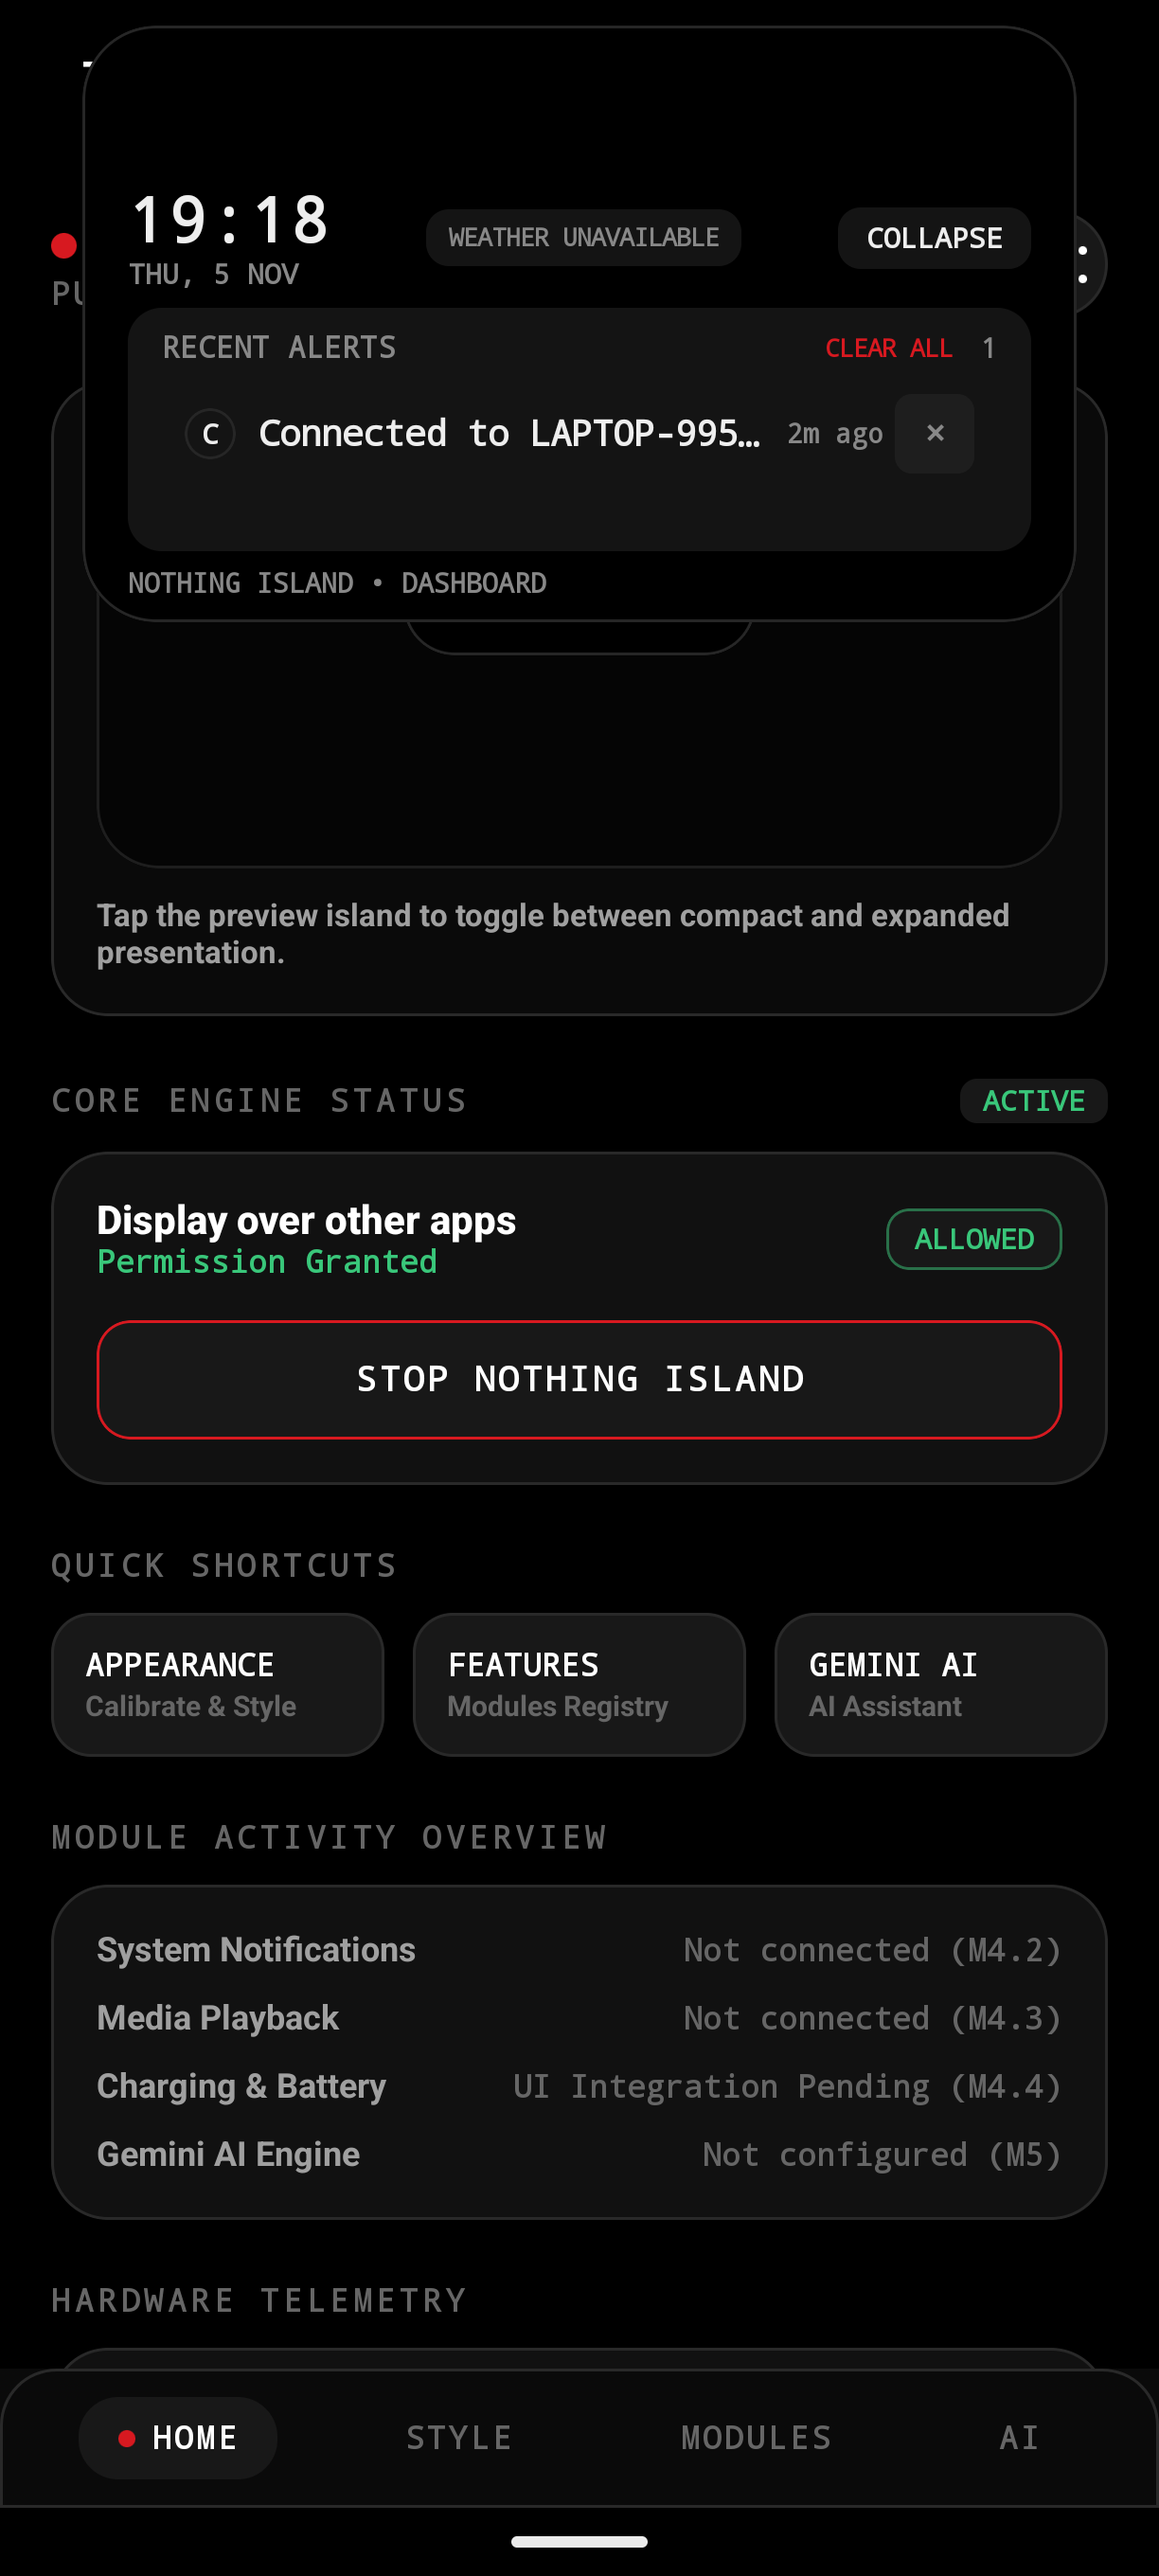 19:18
THU, 5 NOV
WEATHER UNAVAILABLE
COLLAPSE
RECENT ALERTS
CLEAR ALL 1
C Connected to LAPTOP-995… 2m ago ×
NOTHING ISLAND • DASHBOARD
Tap the preview island to toggle between compact and expanded
presentation.
CORE ENGINE STATUS
ACTIVE
Display over other apps
Permission Granted
ALLOWED
STOP NOTHING ISLAND
QUICK SHORTCUTS
APPEARANCE
Calibrate & Style
FEATURES
Modules Registry
GEMINI AI
AI Assistant
MODULE ACTIVITY OVERVIEW
System Notifications Not connected (M4.2)
Media Playback Not connected (M4.3)
Charging & Battery UI Integration Pending (M4.4)
Gemini AI Engine Not configured (M5)
HARDWARE TELEMETRY
HOME STYLE MODULES AI